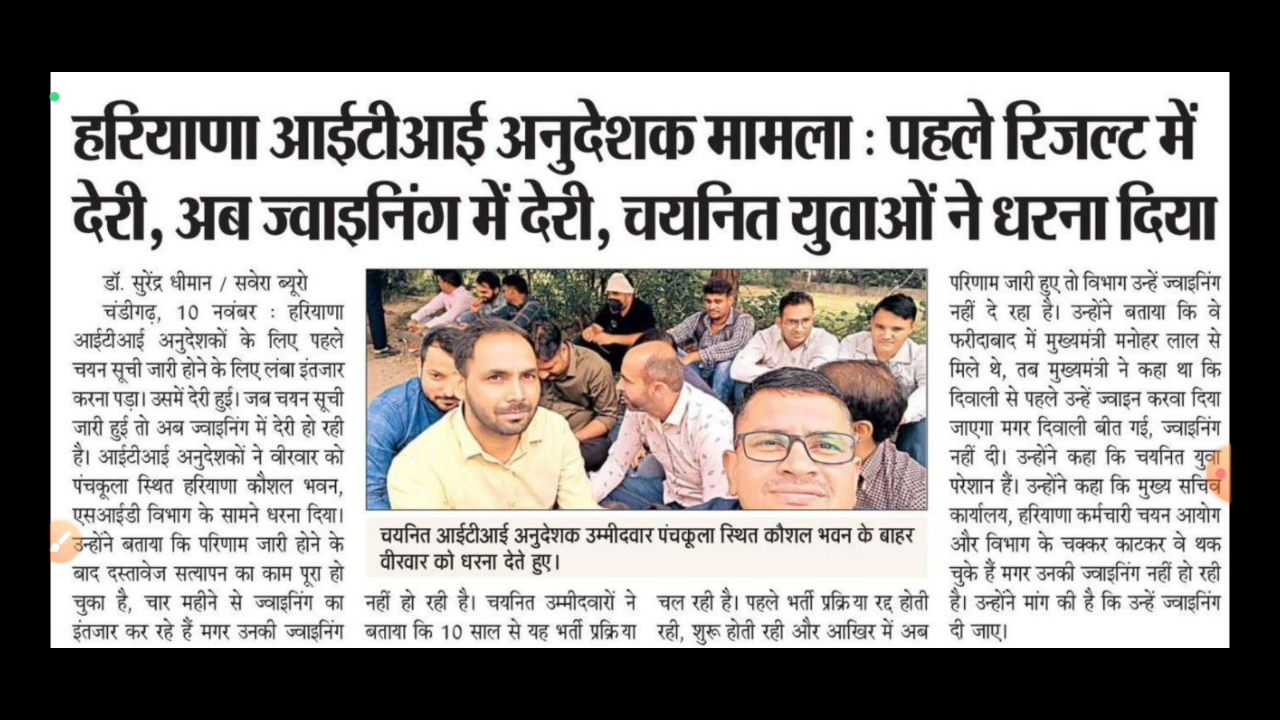 हरियाणा आईटीआई अनुदेशक मामला : पहले रिजल्ट में
देरी, अब ज्वाइनिंग में देरी, चयनित युवाओं ने धरना दिया
डॉ. सुरेंद्र धीमान / सवेरा ब्यूरो
चंडीगढ़, 10 नवंबर : हरियाणा
आईटीआई अनुदेशकों के लिए पहले
चयन सूची जारी होने के लिए लंबा इंतजार
करना पड़ा। उसमें देरी हुई। जब चयन सूची
जारी हुई तो अब ज्वाइनिंग में देरी हो रही
है। आईटीआई अनुदेशकों ने वीरवार को
पंचकूला स्थित हरियाणा कौशल भवन,
एसआईडी विभाग के सामने धरना दिया।
उन्होंने बताया कि परिणाम जारी होने के
बाद दस्तावेज सत्यापन का काम पूरा हो
चुका है, चार महीने से ज्वाइनिंग का
इंतजार कर रहे हैं मगर उनकी ज्वाइनिंग
चयनित आईटीआई अनुदेशक उम्मीदवार पंचकूला स्थित कौशल भवन के बाहर
वीरवार को धरना देते हुए।
नहीं हो रही है। चयनित उम्मीदवारों ने
बताया कि 10 साल से यह भर्ती प्रक्रिया
चल रही है। पहले भर्ती प्रक्रिया रद्द होती
रही, शुरू होती रही और आखिर में अब
परिणाम जारी हुए तो विभाग उन्हें ज्वाइनिंग
नहीं दे रहा है। उन्होंने बताया कि वे
फरीदाबाद में मुख्यमंत्री मनोहर लाल से
मिले थे, तब मुख्यमंत्री ने कहा था कि
दिवाली से पहले उन्हें ज्वाइन करवा दिया
जाएगा मगर दिवाली बीत गई, ज्वाइनिंग
नहीं दी। उन्होंने कहा कि चयनित युवा
परेशान हैं। उन्होंने कहा कि मुख्य सचिव
कार्यालय, हरियाणा कर्मचारी चयन आयोग
और विभाग के चक्कर काटकर वे थक
चुके हैं मगर उनकी ज्वाइनिंग नहीं हो रही
है। उन्होंने मांग की है कि उन्हें ज्वाइनिंग
दी जाए।